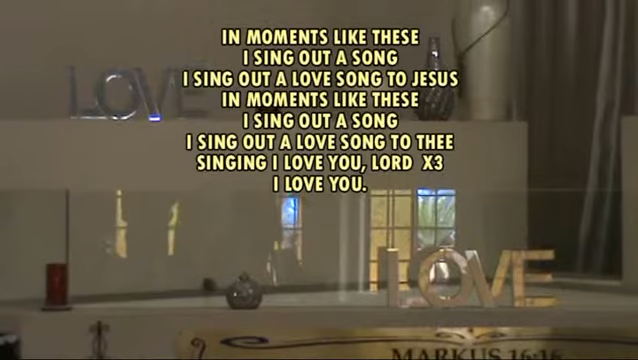 IN MOMENTS LIKE THESE
I SING OUT A SONG
I SING OUT A LOVE SONG TO JESUS
IN MOMENTS LIKE THESE
I SING OUT A SONG
I SING OUT A LOVE SONG TO THEE
SINGING I LOVE YOU, LORD X3
I LOVE YOU.
LOVE
LOVE
MARKUS 16:16